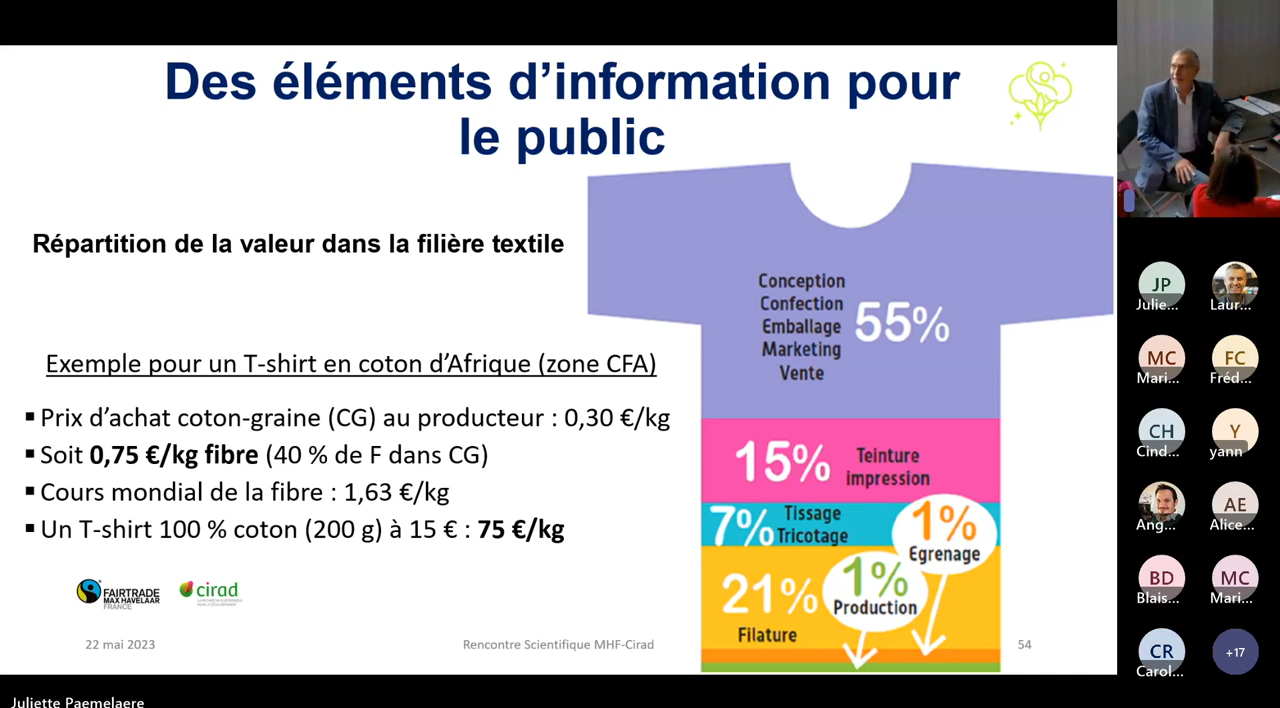 Des éléments d'information pour
le public
Répartition de la valeur dans la filière textile
Exemple pour un T-shirt en coton d'Afrique (zone CFA)
▪ Prix d'achat coton-graine (CG) au producteur : 0,30 €/kg
▪ Soit 0,75 €/kg fibre (40 % de F dans CG)
▪ Cours mondial de la fibre : 1,63 €/kg
▪ Un T-shirt 100 % coton (200 g) à 15 € : 75 €/kg
Conception
Confection
Emballage
Marketing
Vente
55%
15%
Teinture
impression
7%
Tissage
Tricotage
1%
Egrenage
21%
Filature
1%
Production
FAIRTRADE
MAX HAVELAAR
FRANCE
cirad
22 mai 2023
Rencontre Scientifique MHF-Cirad
54
JP
Julie...
Laur...
MC
Mari...
FC
Fréd...
CH
Cind...
Y
yann
Ang...
AE
Alice...
BD
Blais...
MC
Mari...
CR
Carol...
+17
Juliette Paemelaere